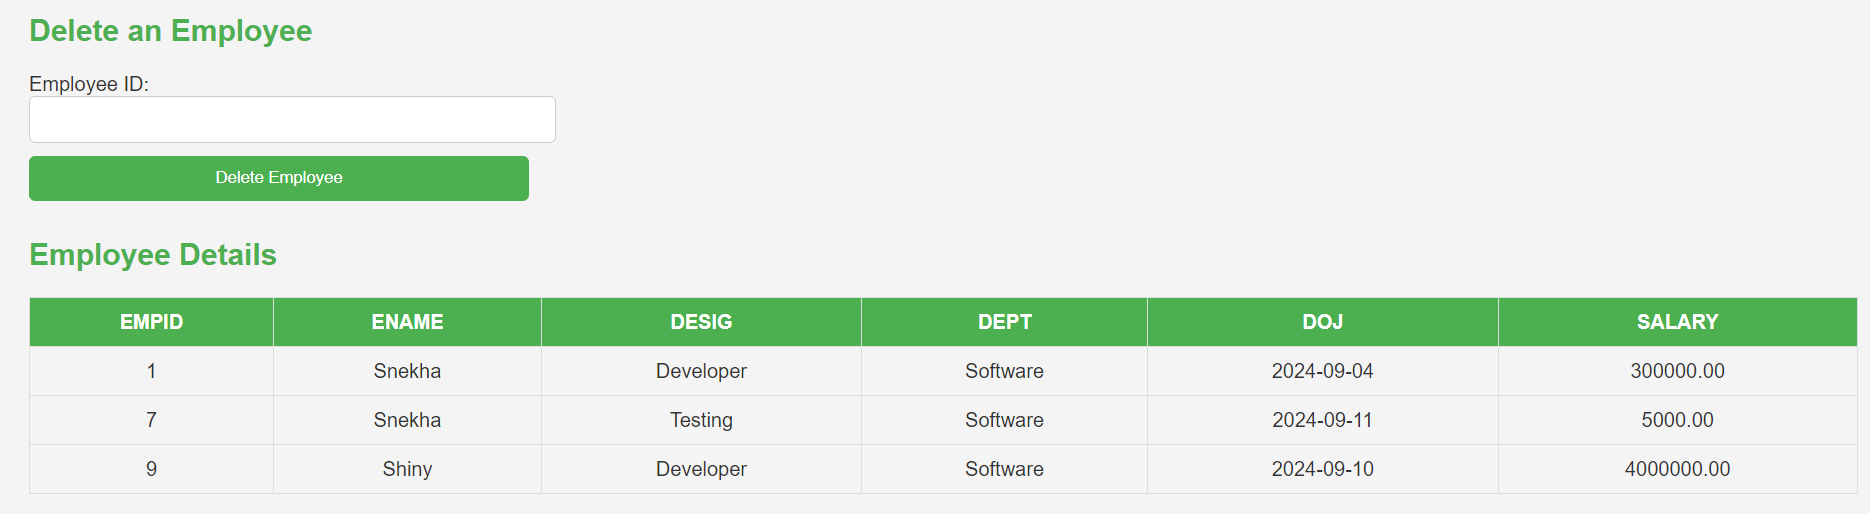 Delete an Employee
Employee ID:
Delete Employee
Employee Details
EMPID ENAME DESIG DEPT DOJ SALARY
1 Snekha Developer Software 2024-09-04 300000.00
7 Snekha Testing Software 2024-09-11 5000.00
9 Shiny Developer Software 2024-09-10 4000000.00